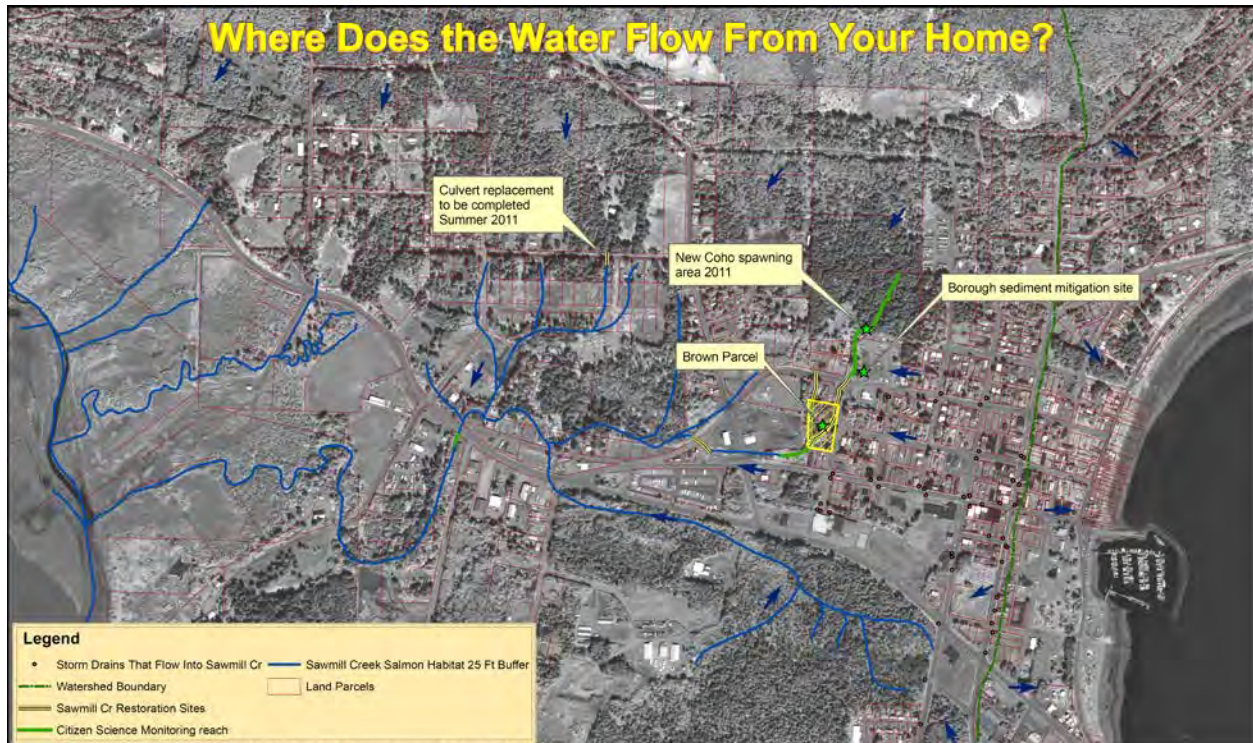 Where Does the Water Flow From Your Home?
Culvert replacement
to be completed
Summer 2011
New Coho spawning
area 2011
Borough sediment mitigation site
Brown Parcel
Legend
Storm Drains That Flow Into Sawmill Cr
Watershed Boundary
Sawmill Cr Restoration Sites
Citizen Science Monitoring reach
Sawmill Creek Salmon Habitat 25 Ft Buffer
Land Parcels